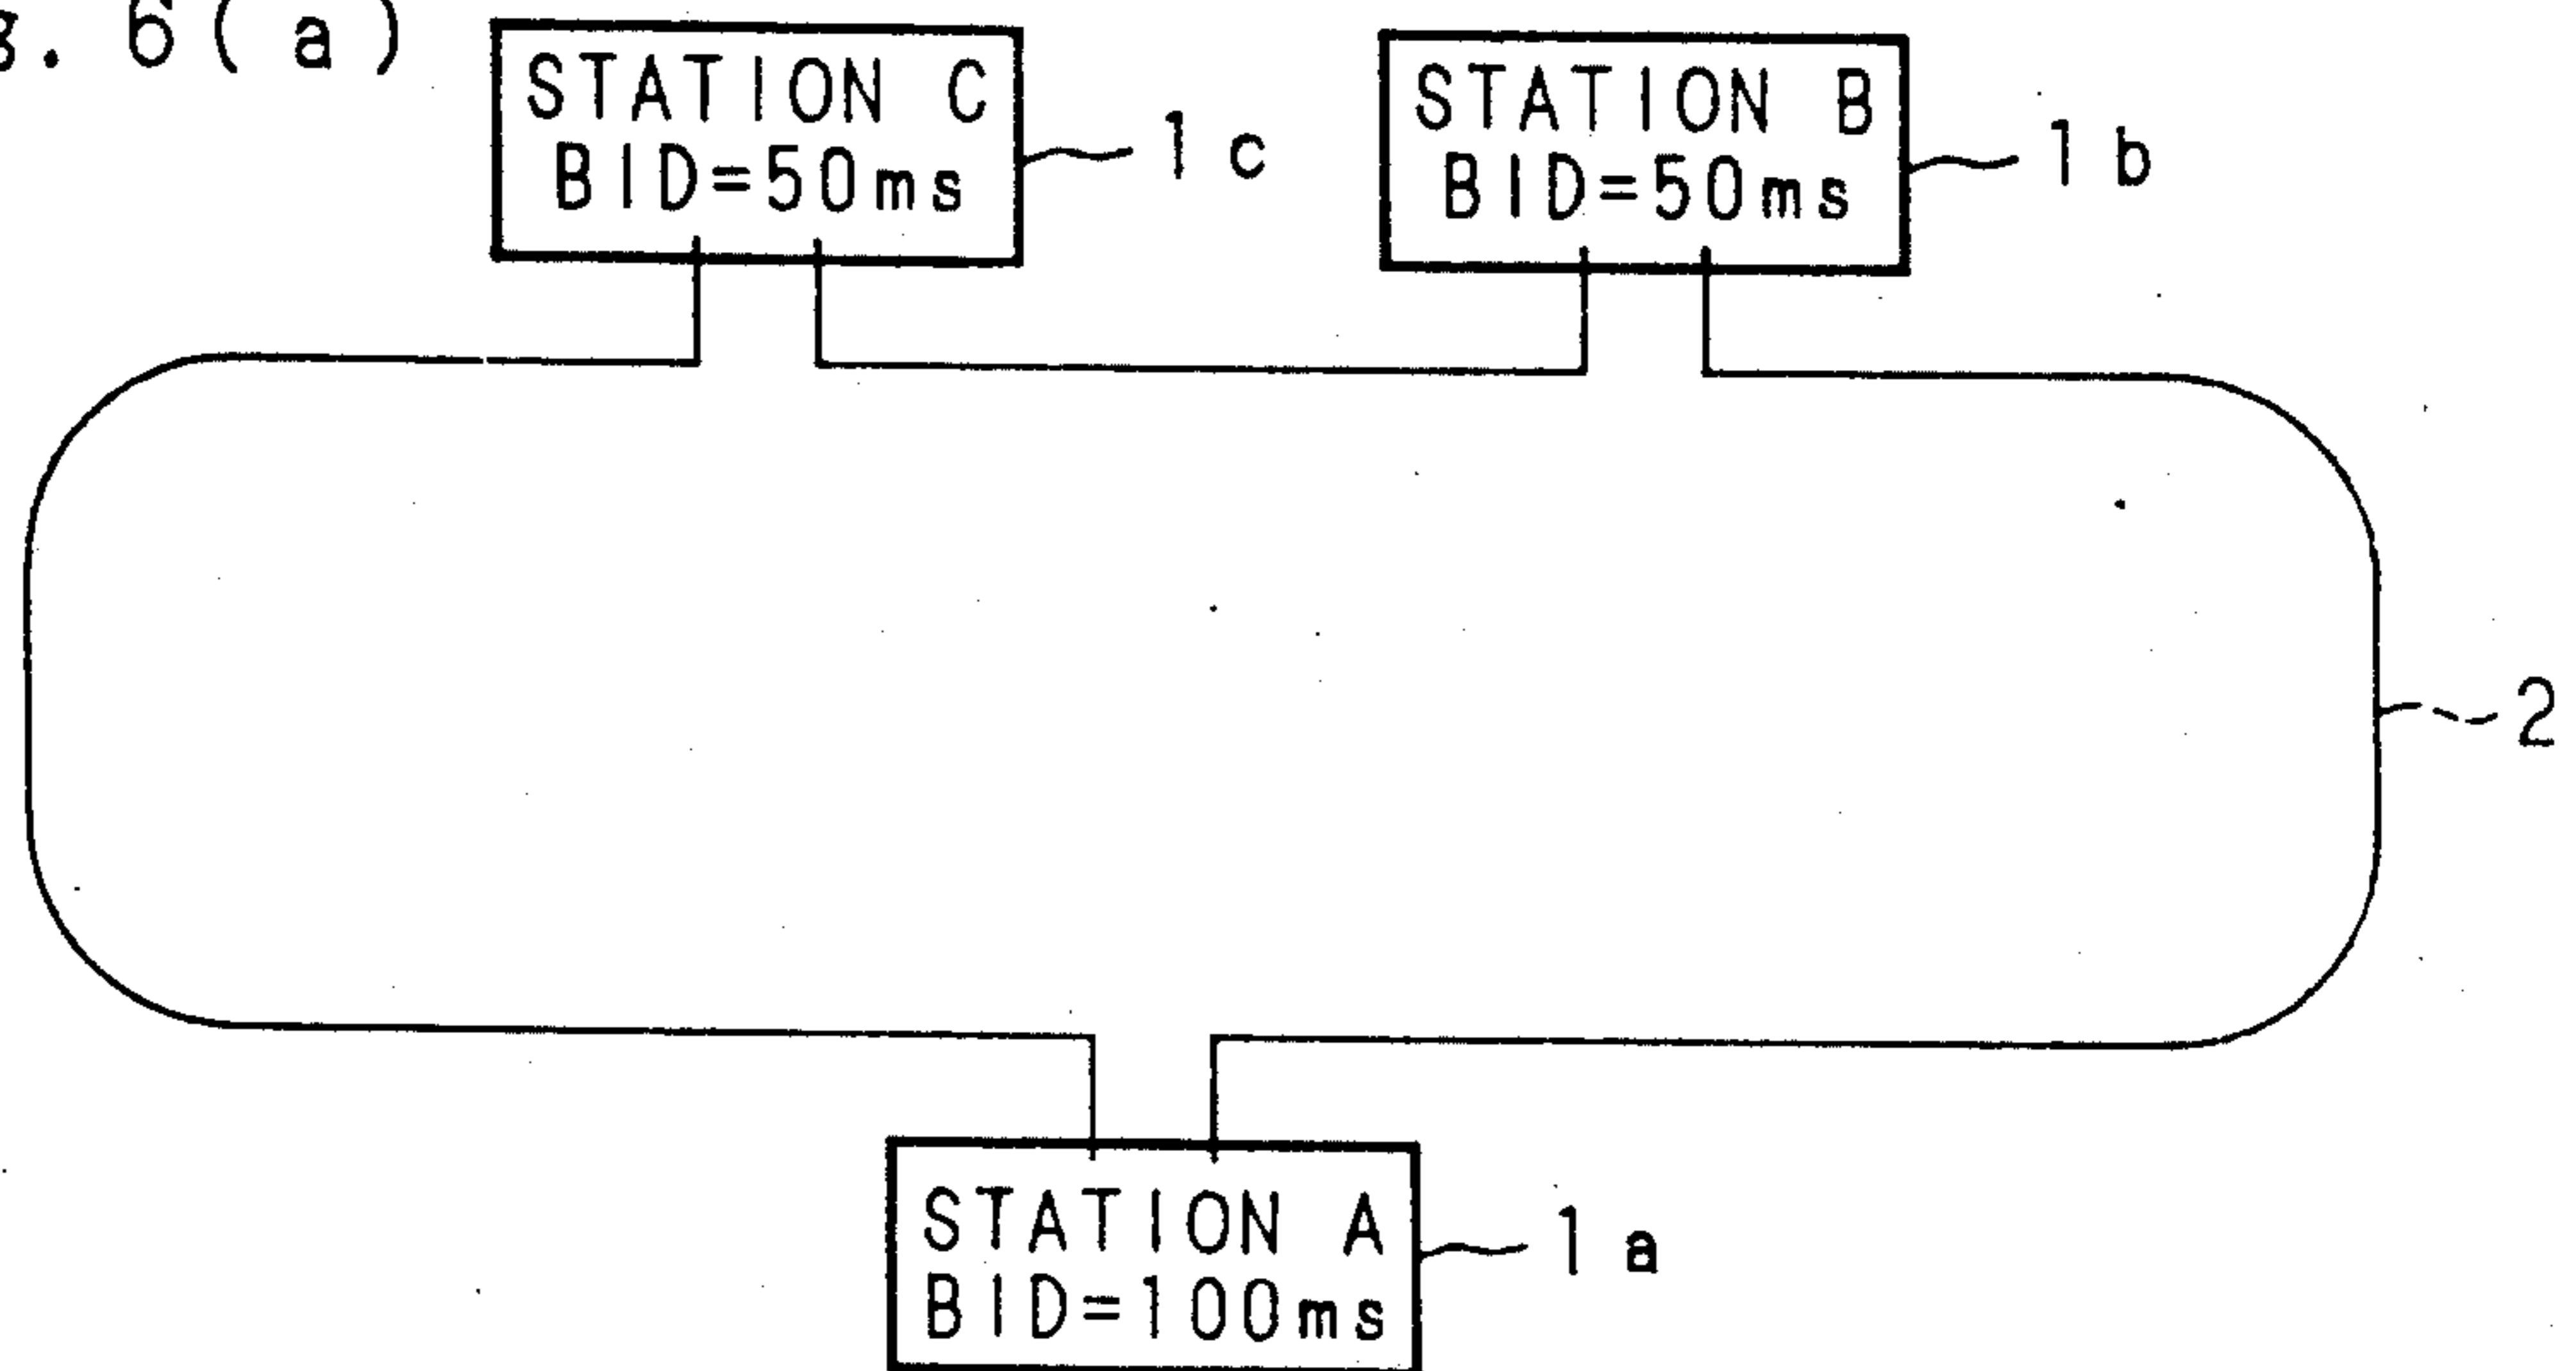 g. 6(a)
STATION C
BID=50ms
1c
STATION B
BID=50ms
1b
2
STATION A
BID=100ms
1a